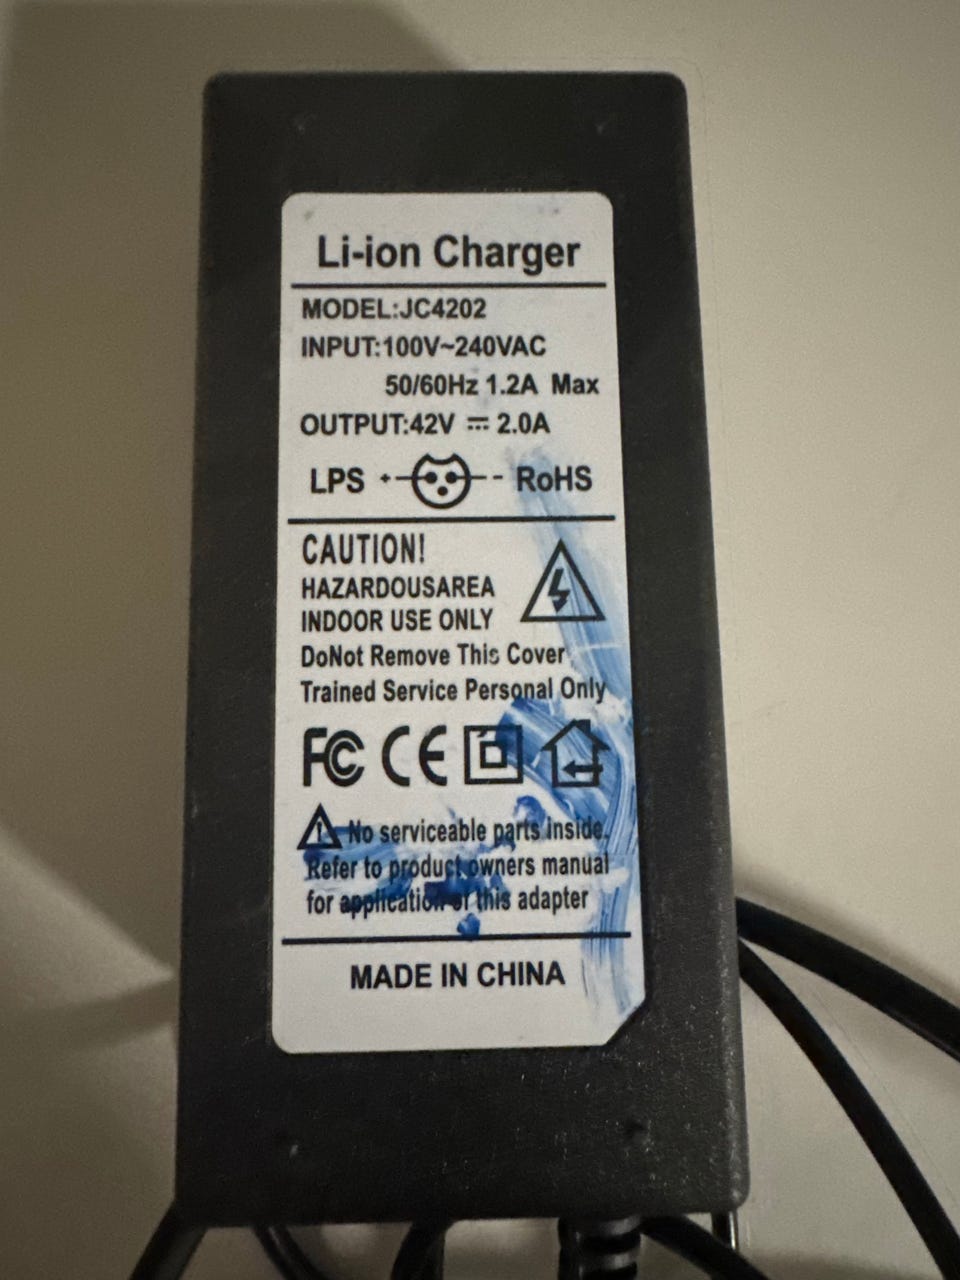 Li-ion Charger
MODEL:JC4202
INPUT:100V~240VAC
50/60Hz 1.2A Max
OUTPUT:42V ⎓ 2.0A
LPS + - RoHS
CAUTION!
HAZARDOUSAREA
INDOOR USE ONLY
DoNot Remove This Cover
Trained Service Personal Only
FC CE
! No serviceable parts inside.
Refer to product owners manual
for application of this adapter
MADE IN CHINA